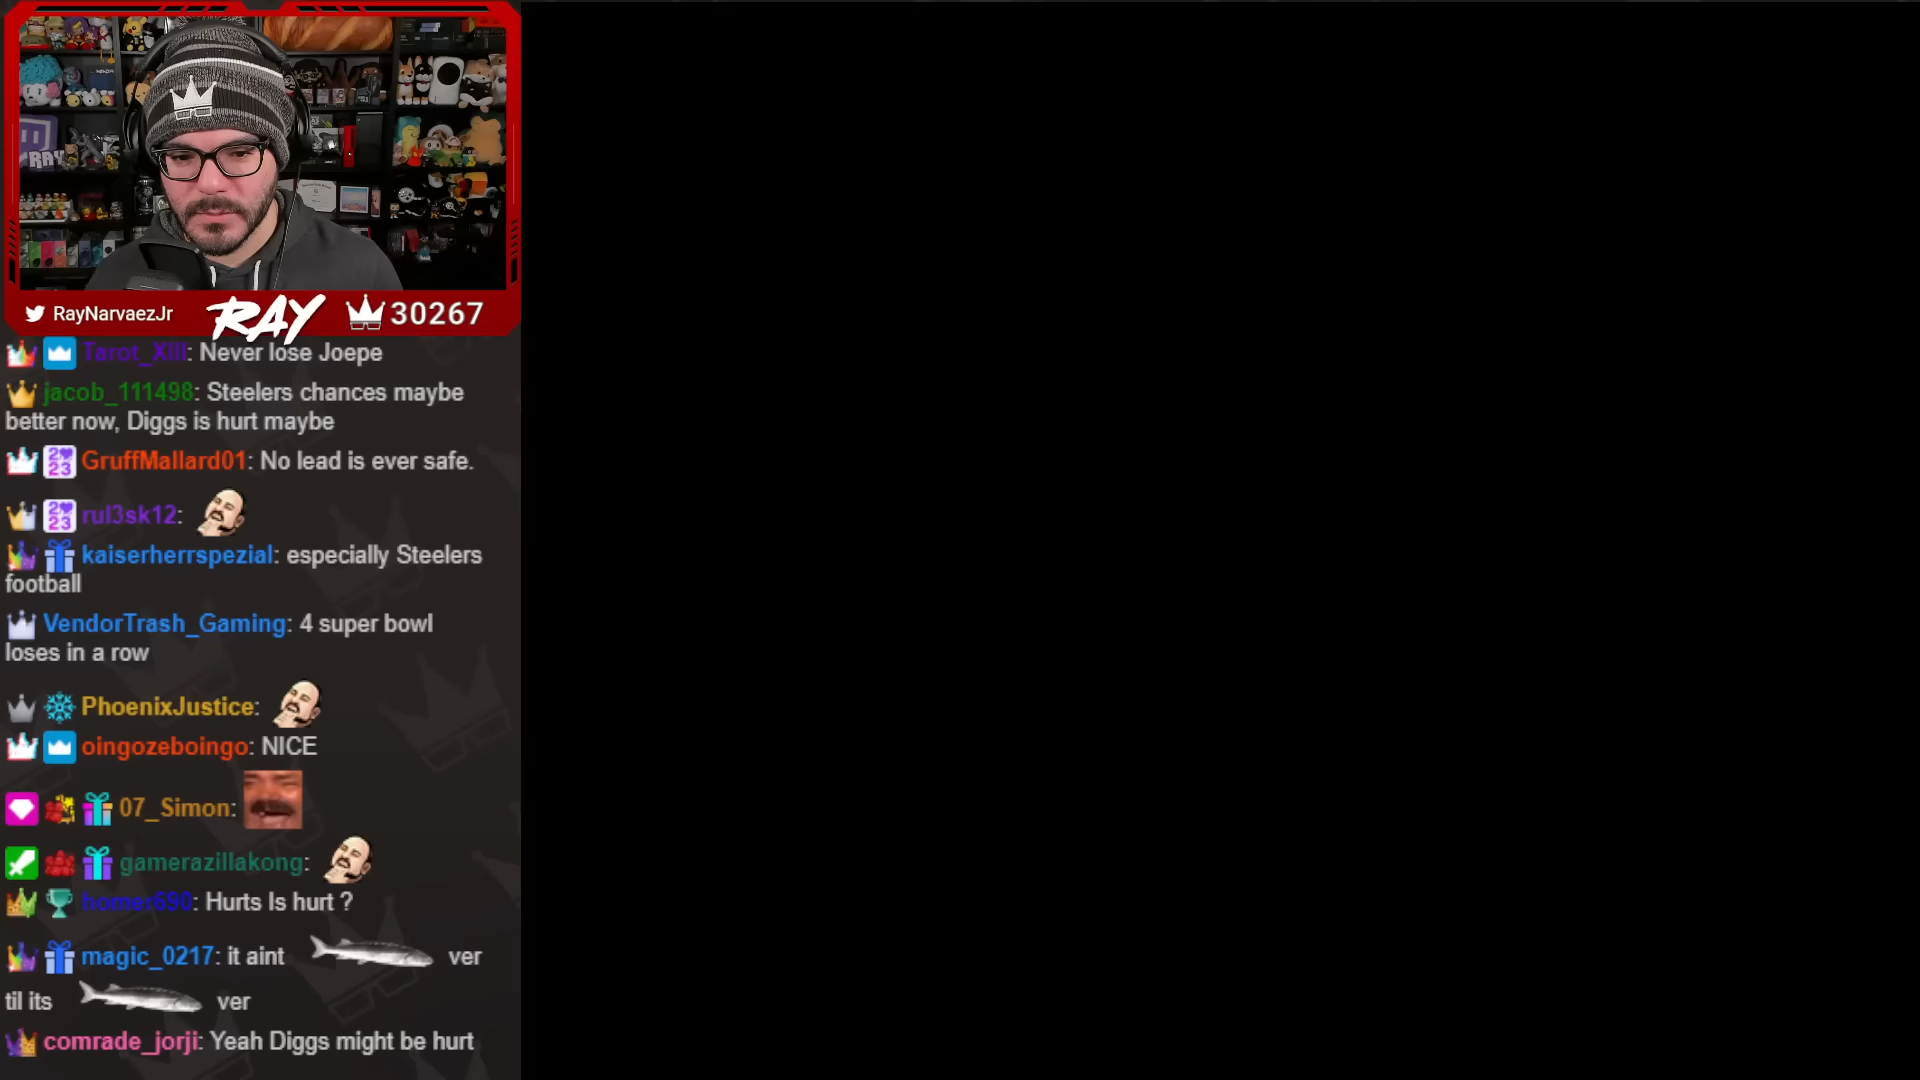 RAY
RayNarvaezJr RAY 30267
Tarot_XIII: Never lose Joepe
jacob_111498: Steelers chances maybe
better now, Diggs is hurt maybe
2023 GruffMallard01: No lead is ever safe.
2023 rul3sk12:
kaiserherrspezial: especially Steelers
football
VendorTrash_Gaming: 4 super bowl
loses in a row
PhoenixJustice:
oingozeboingo: NICE
07_Simon:
gamerazillakong:
homer690: Hurts Is hurt ?
magic_0217: it aint ver
til its ver
comrade_jorji: Yeah Diggs might be hurt